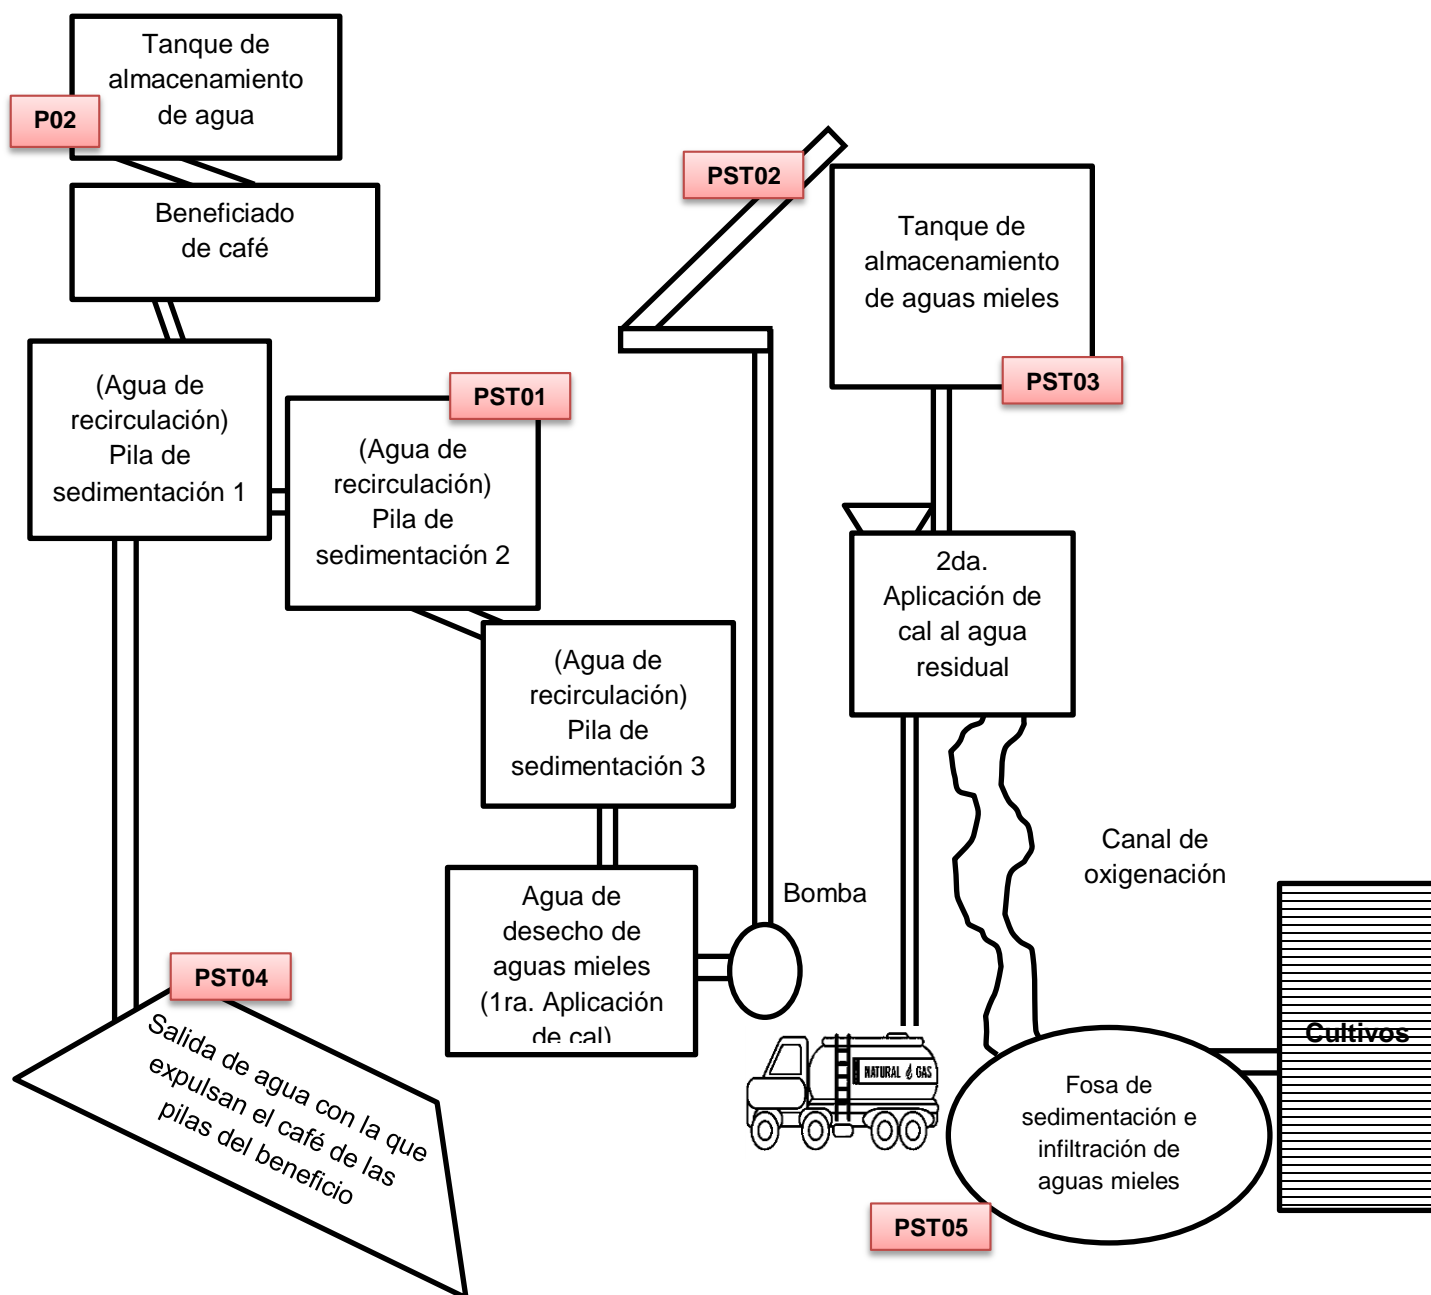 Tanque de
almacenamiento
de agua
P02
Beneficiado
de café
(Agua de
recirculación)
Pila de
sedimentación 1
PST01
(Agua de
recirculación)
Pila de
sedimentación 2
(Agua de
recirculación)
Pila de
sedimentación 3
Agua de
desecho de
aguas mieles
(1ra. Aplicación
de cal)
Bomba
PST02
Tanque de
almacenamiento
de aguas mieles
PST03
2da.
Aplicación de
cal al agua
residual
Canal de
oxigenación
PST04
Salida de agua con la que
expulsan el café de las
pilas del beneficio
NATURAL GAS
Fosa de
sedimentación e
infiltración de
aguas mieles
PST05
Cultivos